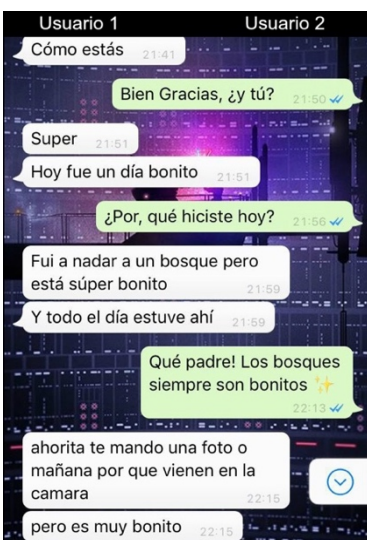 Usuario 1 Usuario 2
Cómo estás 21:41
Bien Gracias, ¿y tú? 21:50
Super 21:51
Hoy fue un día bonito 21:51
¿Por, qué hiciste hoy? 21:56
Fui a nadar a un bosque pero
está súper bonito 21:59
Y todo el día estuve ahí 21:59
Qué padre! Los bosques
siempre son bonitos ✨
22:13
ahorita te mando una foto o
mañana por que vienen en la
camara 22:15
pero es muy bonito 22:15